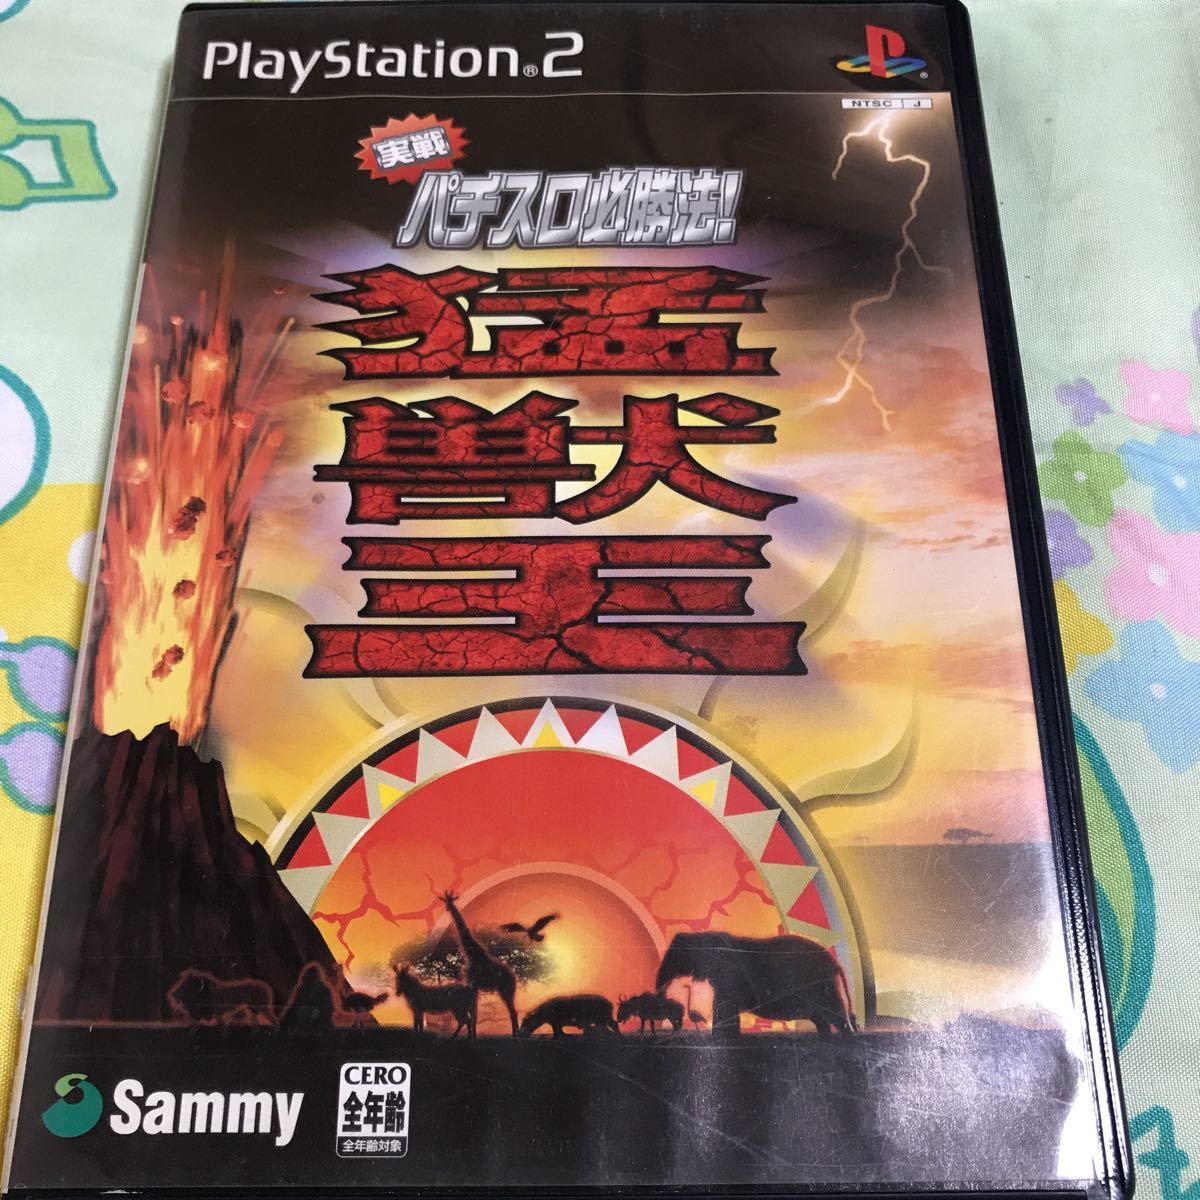 PlayStation®2
NTSC J
実戦
パチスロ必勝法!
猛
獣
王
Sammy
CERO
全年齢
全年齢対象